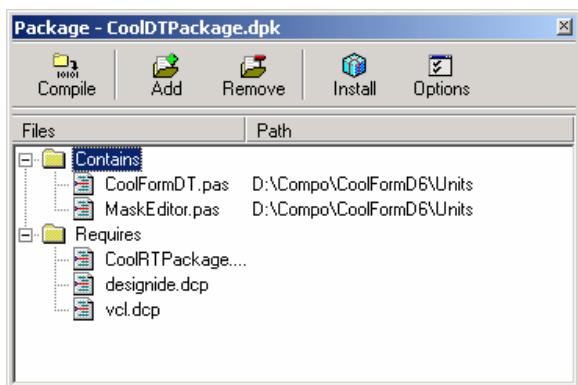 Package - CoolDTPackage.dpk
Compile Add Remove Install Options
Files Path
Contains
CoolFormDT.pas D:\Compo\CoolFormD6\Units
MaskEditor.pas D:\Compo\CoolFormD6\Units
Requires
CoolRTPackage....
designide.dcp
vcl.dcp